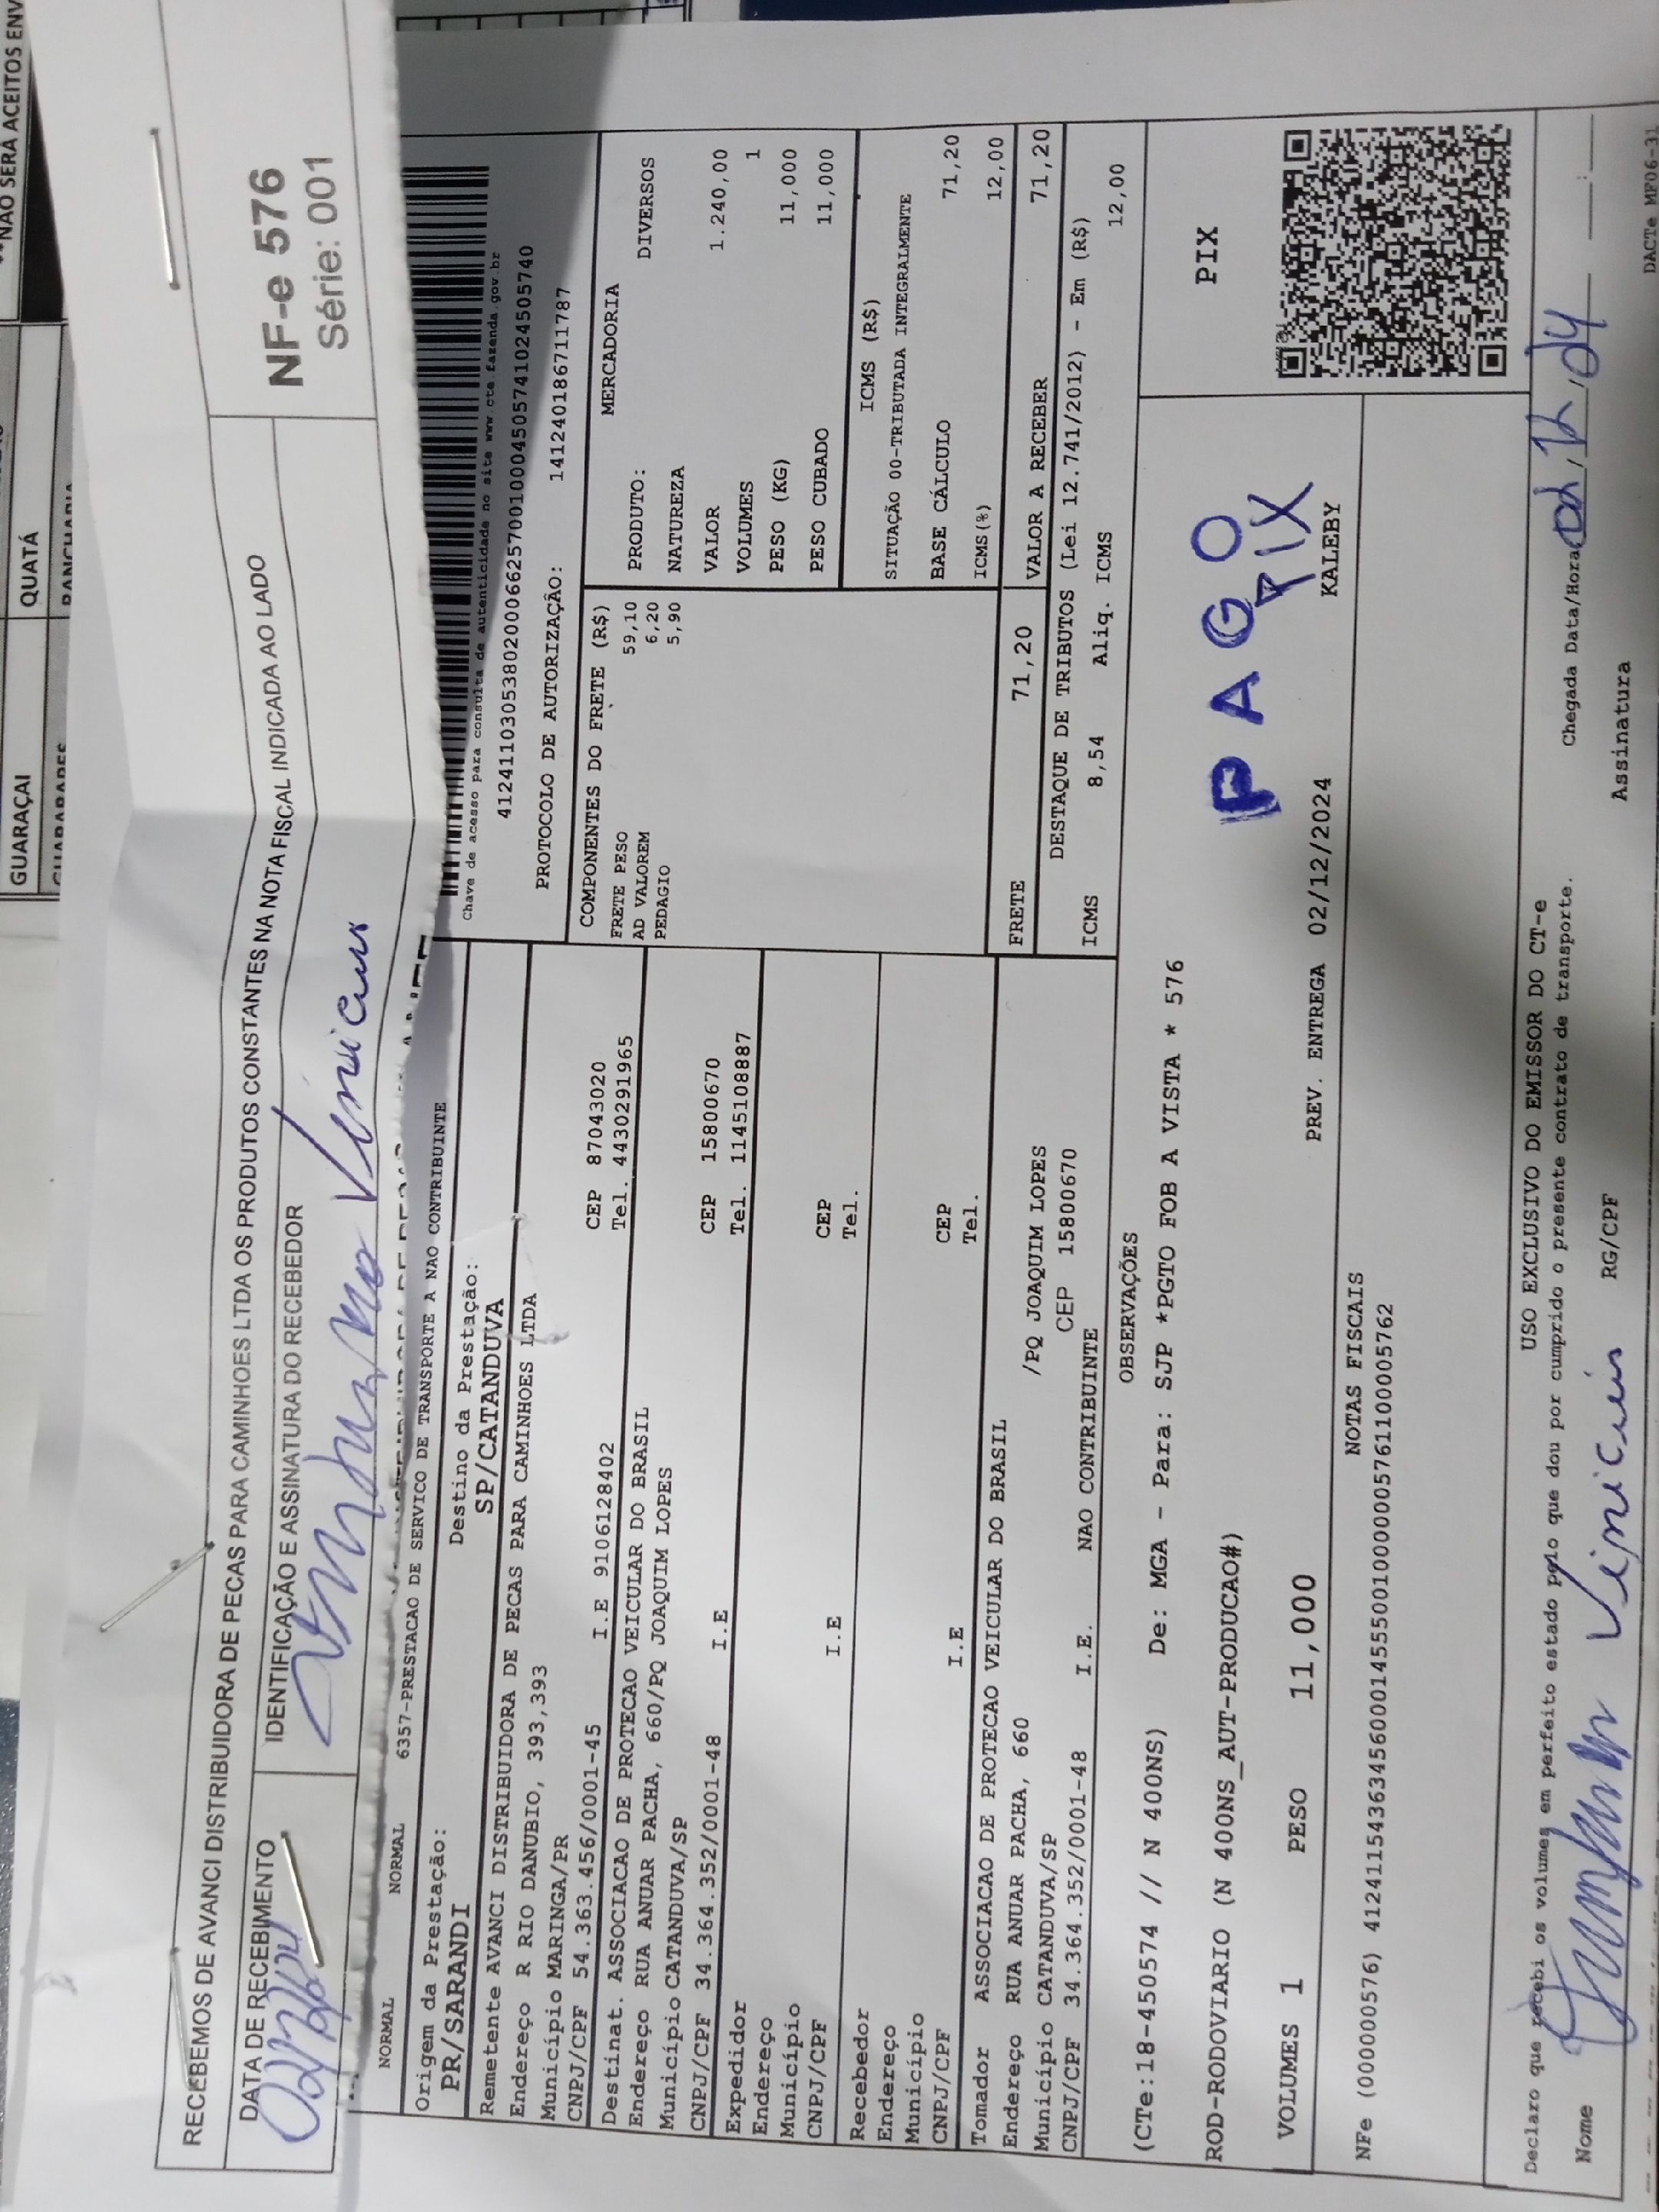 **NÃO SERÁ ACEITOS ENV
GUARAÇAI
QUATÁ
RECEBEMOS DE AVANCI DISTRIBUIDORA DE PECAS PARA CAMINHOES LTDA OS PRODUTOS CONSTANTES NA NOTA FISCAL INDICADA AO LADO
DATA DE RECEBIMENTO
IDENTIFICAÇÃO E ASSINATURA DO RECEBEDOR
NF-e 576
Série: 001
NORMAL
NORMAL
6357-PRESTACAO DE SERVICO DE TRANSPORTE A NAO CONTRIBUINTE
Origem da Prestação:
PR/SARANDI
Destino da Prestação:
SP/CATANDUVA
Chave de acesso para consulta de autenticidade no site www.cte.fazenda.gov.br
41241103053802000662570010004505741024505740
PROTOCOLO DE AUTORIZAÇÃO: 141240186711787
Remetente AVANCI DISTRIBUIDORA DE PECAS PARA CAMINHOES LTDA
Endereço R RIO DANUBIO, 393,393
Município MARINGA/PR CEP 87043020
CNPJ/CPF 54.363.456/0001-45 I.E 9106128402 Tel. 4430291965
Destinat. ASSOCIACAO DE PROTECAO VEICULAR DO BRASIL
Endereço RUA ANUAR PACHA, 660/PQ JOAQUIM LOPES
Município CATANDUVA/SP CEP 15800670
CNPJ/CPF 34.364.352/0001-48 I.E Tel. 1145108887
Expedidor
Endereço
Município CEP
CNPJ/CPF I.E Tel.
Recebedor
Endereço
Município CEP
CNPJ/CPF I.E Tel.
Tomador ASSOCIACAO DE PROTECAO VEICULAR DO BRASIL
Endereço RUA ANUAR PACHA, 660 /PQ JOAQUIM LOPES
Município CATANDUVA/SP CEP 15800670
CNPJ/CPF 34.364.352/0001-48 I.E. NAO CONTRIBUINTE
COMPONENTES DO FRETE (R$)
FRETE PESO 59,10
AD VALOREM 6,20
PEDAGIO 5,90
MERCADORIA
PRODUTO: DIVERSOS
NATUREZA
VALOR 1.240,00
VOLUMES 1
PESO (KG) 11,000
PESO CUBADO 11,000
ICMS (R$)
SITUAÇÃO 00-TRIBUTADA INTEGRALMENTE
BASE CÁLCULO 71,20
ICMS(%) 12,00
FRETE 71,20 VALOR A RECEBER 71,20
DESTAQUE DE TRIBUTOS (Lei 12.741/2012) - Em (R$)
ICMS 8,54 Aliq. ICMS 12,00
OBSERVAÇÕES
(CTe:18-450574 // N 400NS) De: MGA - Para: SJP *PGTO FOB A VISTA * 576
ROD-RODOVIARIO (N 400NS_AUT-PRODUCAO#)
PAGO
PIX
PIX
VOLUMES 1 PESO 11,000 PREV. ENTREGA 02/12/2024 KALEBY
NOTAS FISCAIS
NFe (000000576) 41241154363456000145550010000005761100005762
USO EXCLUSIVO DO EMISSOR DO CT-e
Declaro que recebi os volumes em perfeito estado pelo que dou por cumprido o presente contrato de transporte.
Nome Vinicius RG/CPF Chegada Data/Hora
Assinatura
DACTe MF06-31